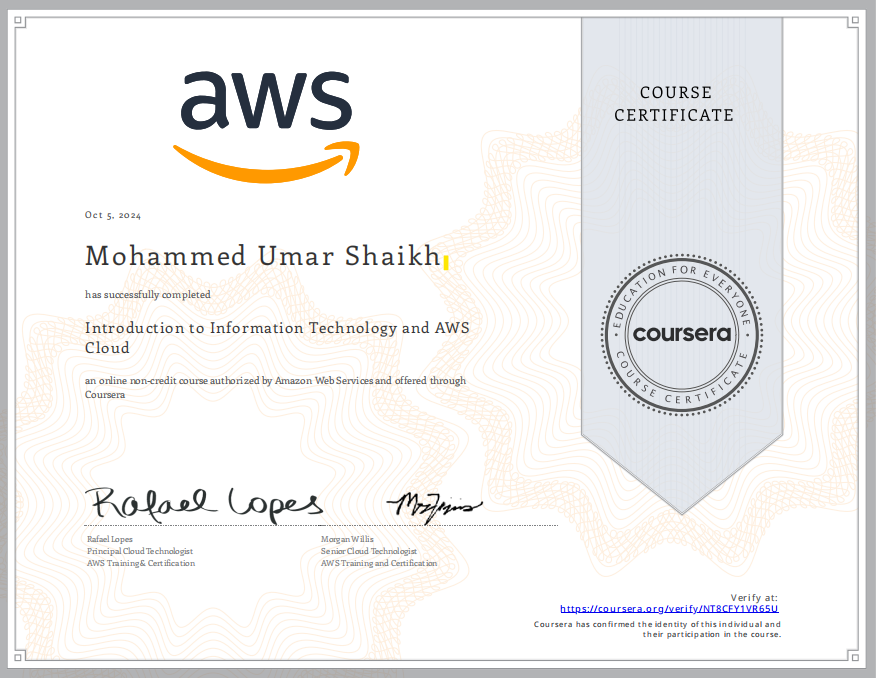 aws
COURSE
CERTIFICATE
Oct 5, 2024
Mohammed Umar Shaikh
has successfully completed
Introduction to Information Technology and AWS
Cloud
an online non-credit course authorized by Amazon Web Services and offered through
Coursera
EDUCATION FOR EVERYONE
coursera
COURSE CERTIFICATE
Rafael Lopes
Rafael Lopes
Principal Cloud Technologist
AWS Training & Certification
Morgan Willis
Senior Cloud Technologist
AWS Training and Certification
Verify at:
https://coursera.org/verify/NT8CFY1VR65U
Coursera has confirmed the identity of this individual and
their participation in the course.